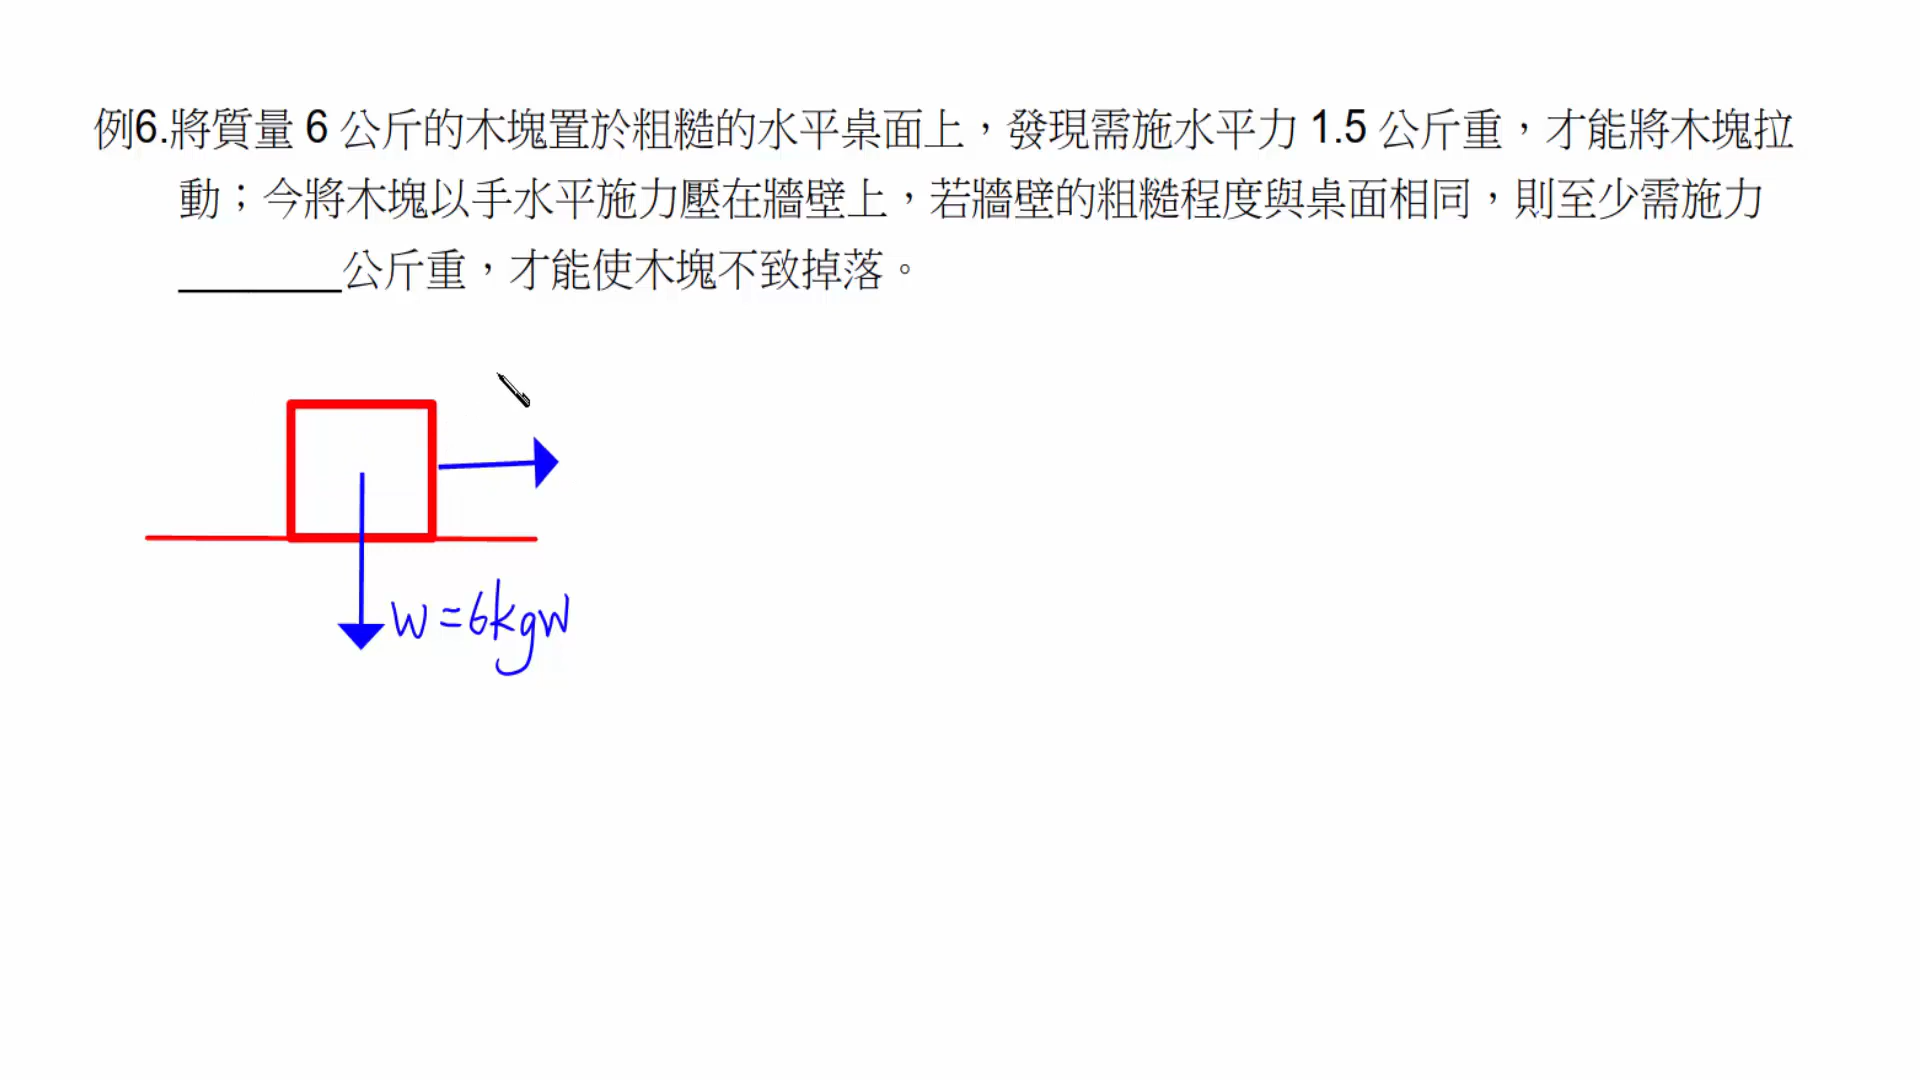 例6.將質量 6 公斤的木塊置於粗糙的水平桌面上，發現需施水平力 1.5 公斤重，才能將木塊拉
動；今將木塊以手水平施力壓在牆壁上，若牆壁的粗糙程度與桌面相同，則至少需施力
_______公斤重，才能使木塊不致掉落。
W=6kgw